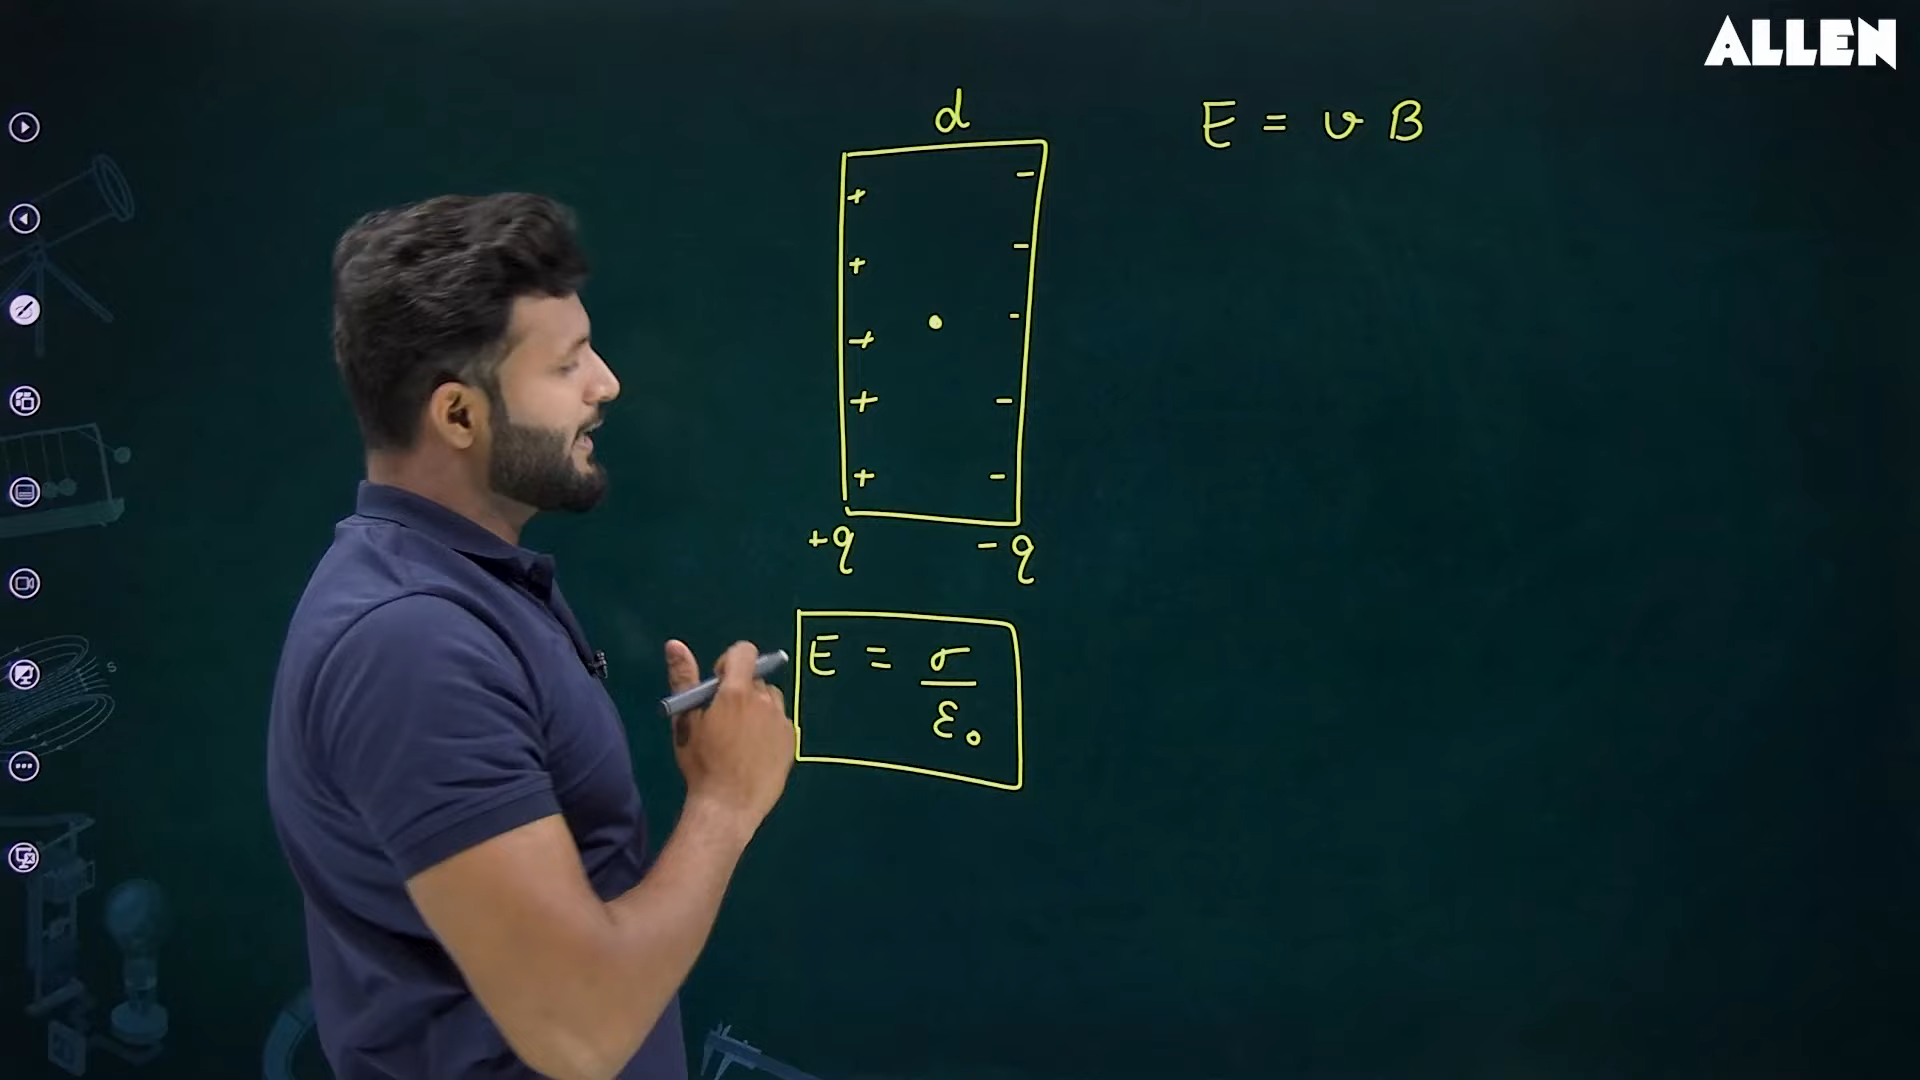 ALLEN
d
E = v B
+ -
+ -
+ -
+ -
+ -
+q - q
E = σ / ε₀
S